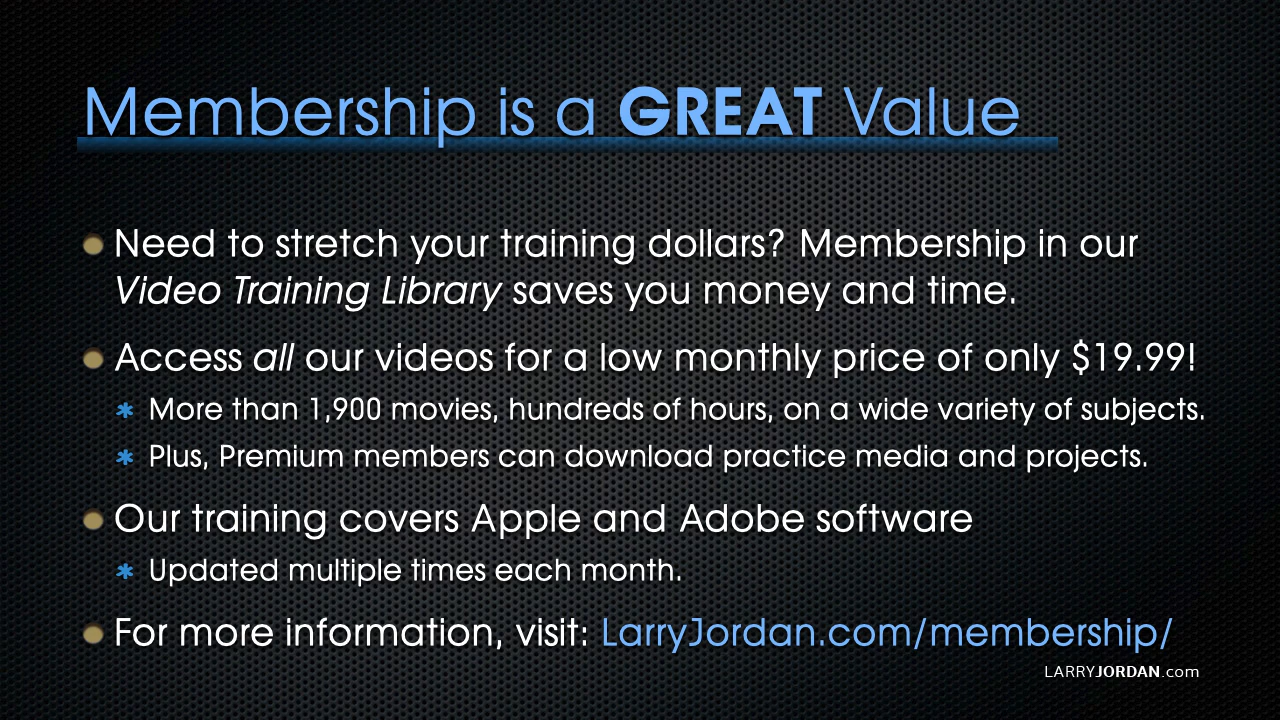 Membership is a GREAT Value
Need to stretch your training dollars? Membership in our
Video Training Library saves you money and time.
Access all our videos for a low monthly price of only $19.99!
More than 1,900 movies, hundreds of hours, on a wide variety of subjects.
Plus, Premium members can download practice media and projects.
Our training covers Apple and Adobe software
Updated multiple times each month.
For more information, visit: LarryJordan.com/membership/
LARRYJORDAN.com